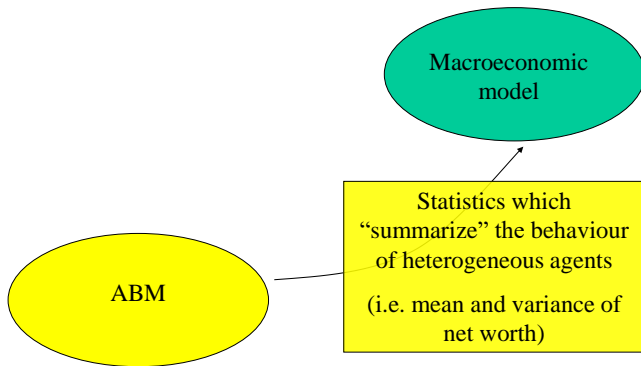 Macroeconomic
model
Statistics which
“summarize” the behaviour
of heterogeneous agents
(i.e. mean and variance of
net worth)
ABM